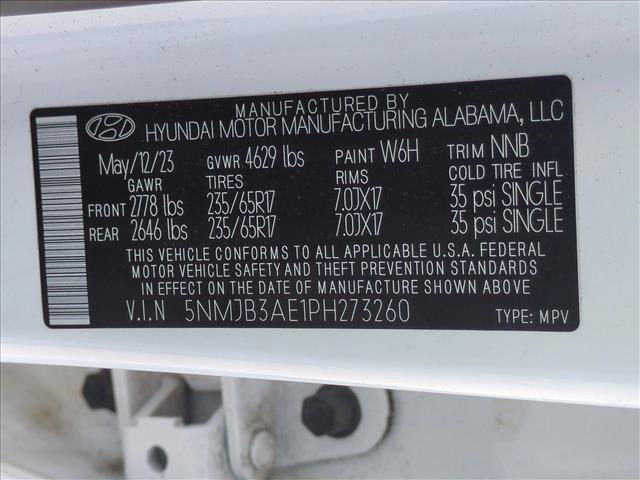 MANUFACTURED BY
HYUNDAI MOTOR MANUFACTURING ALABAMA, LLC
May/12/23 GVWR 4629 lbs PAINT W6H TRIM NNB
GAWR TIRES RIMS COLD TIRE INFL
FRONT 2778 lbs 235/65R17 7.0JX17 35 psi SINGLE
REAR 2646 lbs 235/65R17 7.0JX17 35 psi SINGLE
THIS VEHICLE CONFORMS TO ALL APPLICABLE U.S.A. FEDERAL
MOTOR VEHICLE SAFETY AND THEFT PREVENTION STANDARDS
IN EFFECT ON THE DATE OF MANUFACTURE SHOWN ABOVE
V.I.N 5NMJB3AE1PH273260 TYPE: MPV